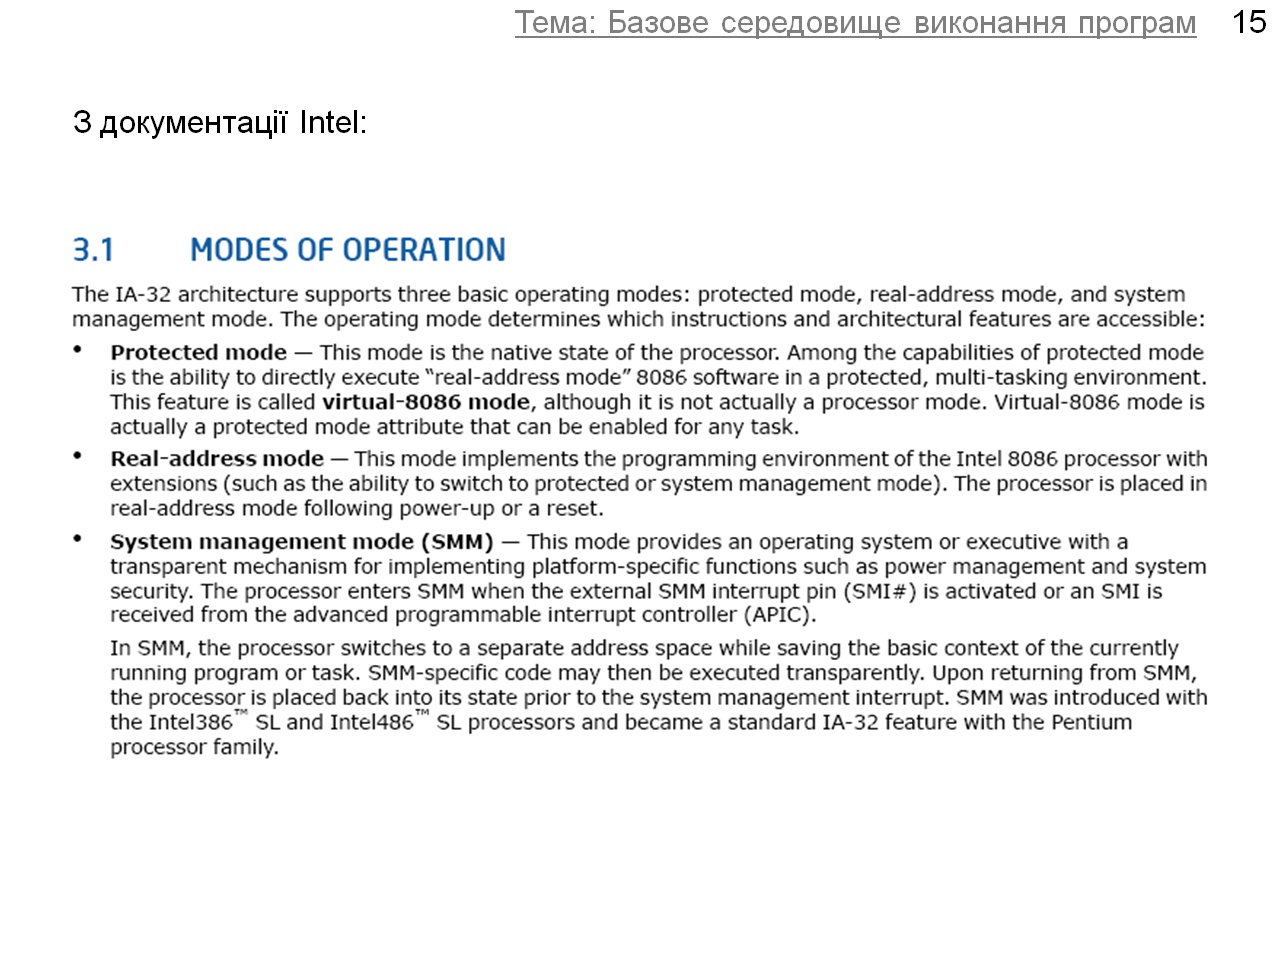 Тема: Базове середовище виконання програм 15
З документації Intel:
3.1 MODES OF OPERATION
The IA-32 architecture supports three basic operating modes: protected mode, real-address mode, and system
management mode. The operating mode determines which instructions and architectural features are accessible:
• Protected mode — This mode is the native state of the processor. Among the capabilities of protected mode
is the ability to directly execute “real-address mode” 8086 software in a protected, multi-tasking environment.
This feature is called virtual-8086 mode, although it is not actually a processor mode. Virtual-8086 mode is
actually a protected mode attribute that can be enabled for any task.
• Real-address mode — This mode implements the programming environment of the Intel 8086 processor with
extensions (such as the ability to switch to protected or system management mode). The processor is placed in
real-address mode following power-up or a reset.
• System management mode (SMM) — This mode provides an operating system or executive with a
transparent mechanism for implementing platform-specific functions such as power management and system
security. The processor enters SMM when the external SMM interrupt pin (SMI#) is activated or an SMI is
received from the advanced programmable interrupt controller (APIC).
In SMM, the processor switches to a separate address space while saving the basic context of the currently
running program or task. SMM-specific code may then be executed transparently. Upon returning from SMM,
the processor is placed back into its state prior to the system management interrupt. SMM was introduced with
the Intel386™ SL and Intel486™ SL processors and became a standard IA-32 feature with the Pentium
processor family.